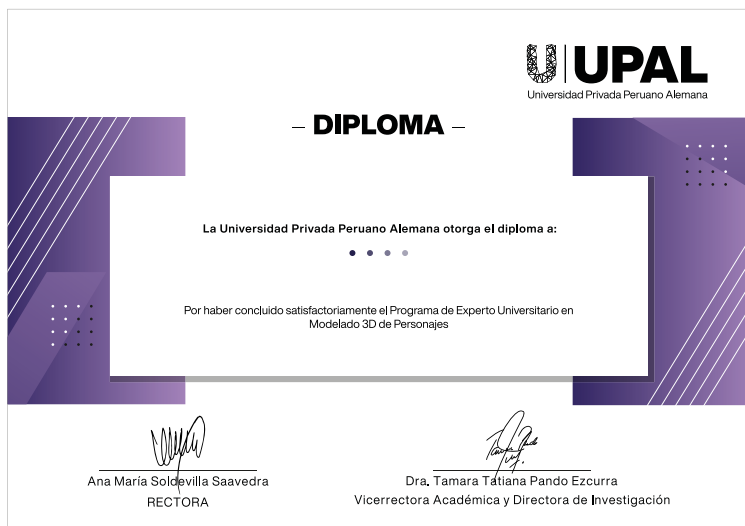 UPAL
Universidad Privada Peruano Alemana
– DIPLOMA –
La Universidad Privada Peruano Alemana otorga el diploma a:
Por haber concluido satisfactoriamente el Programa de Experto Universitario en
Modelado 3D de Personajes
Ana María Soldevilla Saavedra
RECTORA
Dra. Tamara Tatiana Pando Ezcurra
Vicerrectora Académica y Directora de Investigación